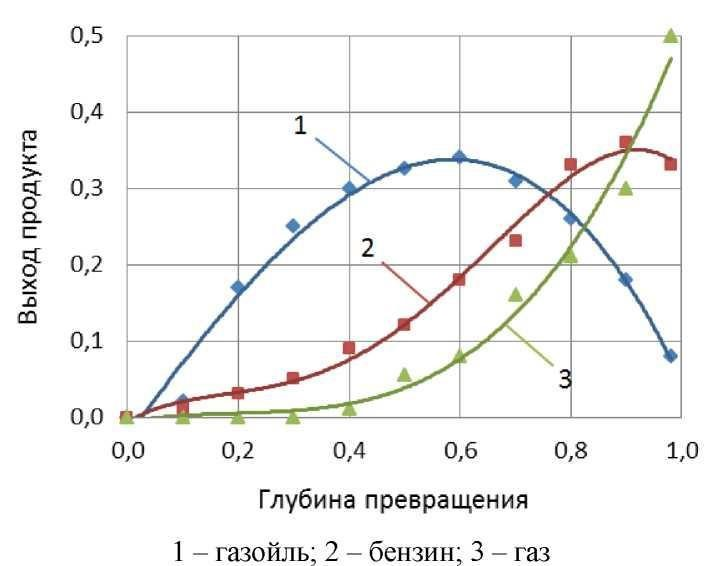 0,5
0,4
0,3
0,2
0,1
0,0
Выход продукта
1
2
3
0,0 0,2 0,4 0,6 0,8 1,0
Глубина превращения
1 – газойль; 2 – бензин; 3 – газ